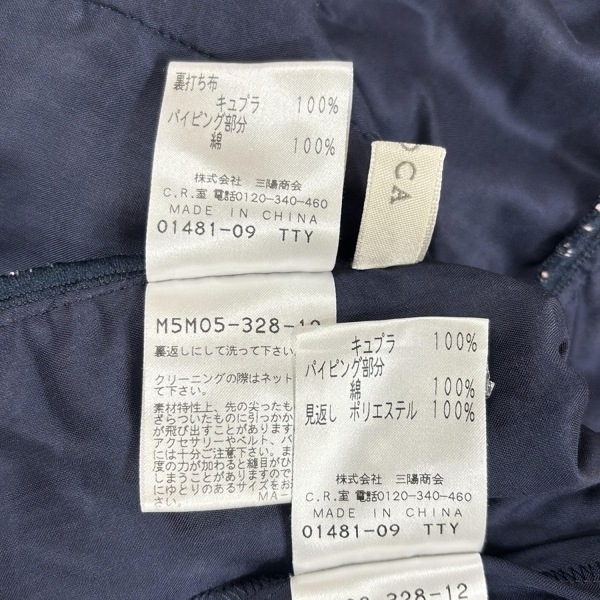 裏打ち布
キュプラ 100%
パイピング部分
綿 100%
株式会社 三陽商会
C.R.室 電話0120-340-460
MADE IN CHINA
01481-09 TTY
OCA
M5M05-328-12
裏返しにして洗って下さい。
クリーニングの際はネット
素材特性上、先の尖ったも
ざらついたものに引っかか
が飛び出すことがあります
アクセサリーやベルト、バ
には十分ご注意下さい。ま
度の力が加わると縫目がひ
しまうことがあります
にゆとりのあるサイズをお
さい。 MA-
キュプラ 100%
パイピング部分
綿 100%
見返し ポリエステル 100%
株式会社 三陽商会
C.R.室 電話0120-340-460
MADE IN CHINA
01481-09 TTY
-328-12